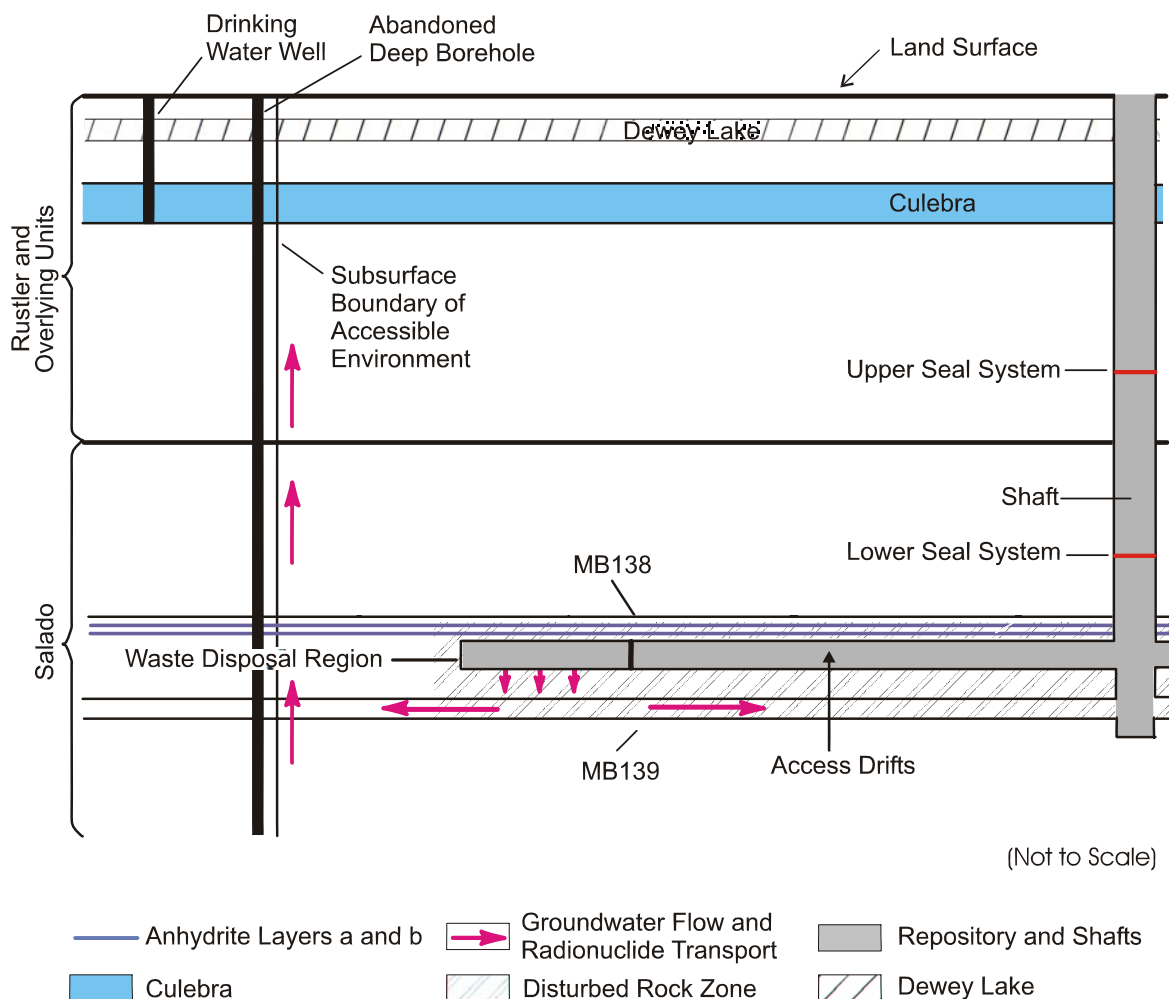 Drinking
Water Well
Abandoned
Deep Borehole
Land Surface
Dewey Lake
Culebra
Rustler and
Overlying Units
Subsurface
Boundary of
Accessible
Environment
Upper Seal System
Shaft
Lower Seal System
MB138
Salado
Waste Disposal Region
MB139
Access Drifts
(Not to Scale)
Anhydrite Layers a and b
Groundwater Flow and
Radionuclide Transport
Repository and Shafts
Culebra
Disturbed Rock Zone
Dewey Lake